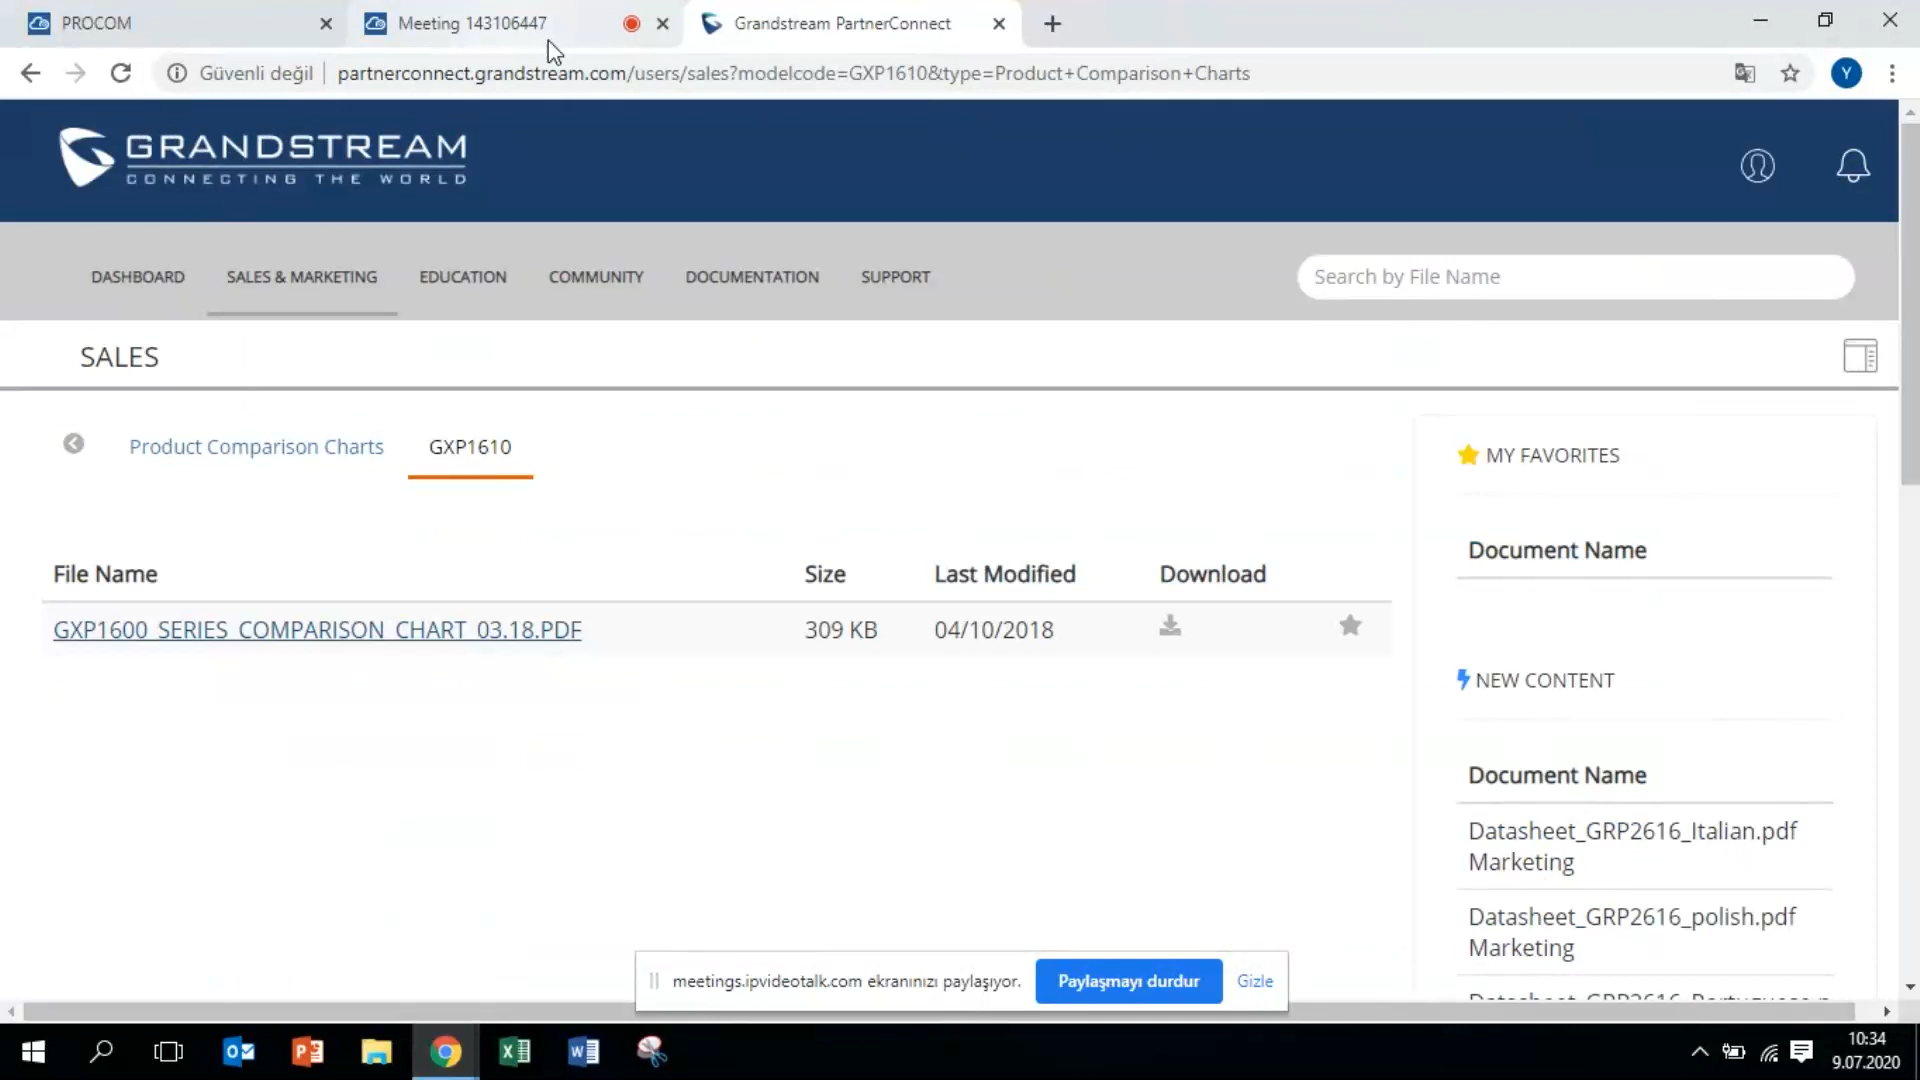 PROCOM
Meeting 143106447
Grandstream PartnerConnect
Güvenli değil
partnerconnect.grandstream.com/users/sales?modelcode=GXP1610&type=Product+Comparison+Charts
Y
GRANDSTREAM
CONNECTING THE WORLD
DASHBOARD
SALES & MARKETING
EDUCATION
COMMUNITY
DOCUMENTATION
SUPPORT
Search by File Name
SALES
Product Comparison Charts
GXP1610
File Name
Size
Last Modified
Download
GXP1600_SERIES_COMPARISON_CHART_03.18.PDF
309 KB
04/10/2018
MY FAVORITES
Document Name
NEW CONTENT
Document Name
Datasheet_GRP2616_Italian.pdf
Marketing
Datasheet_GRP2616_polish.pdf
Marketing
meetings.ipvideotalk.com ekranınızı paylaşıyor.
Paylaşmayı durdur
Gizle
10:34
9.07.2020